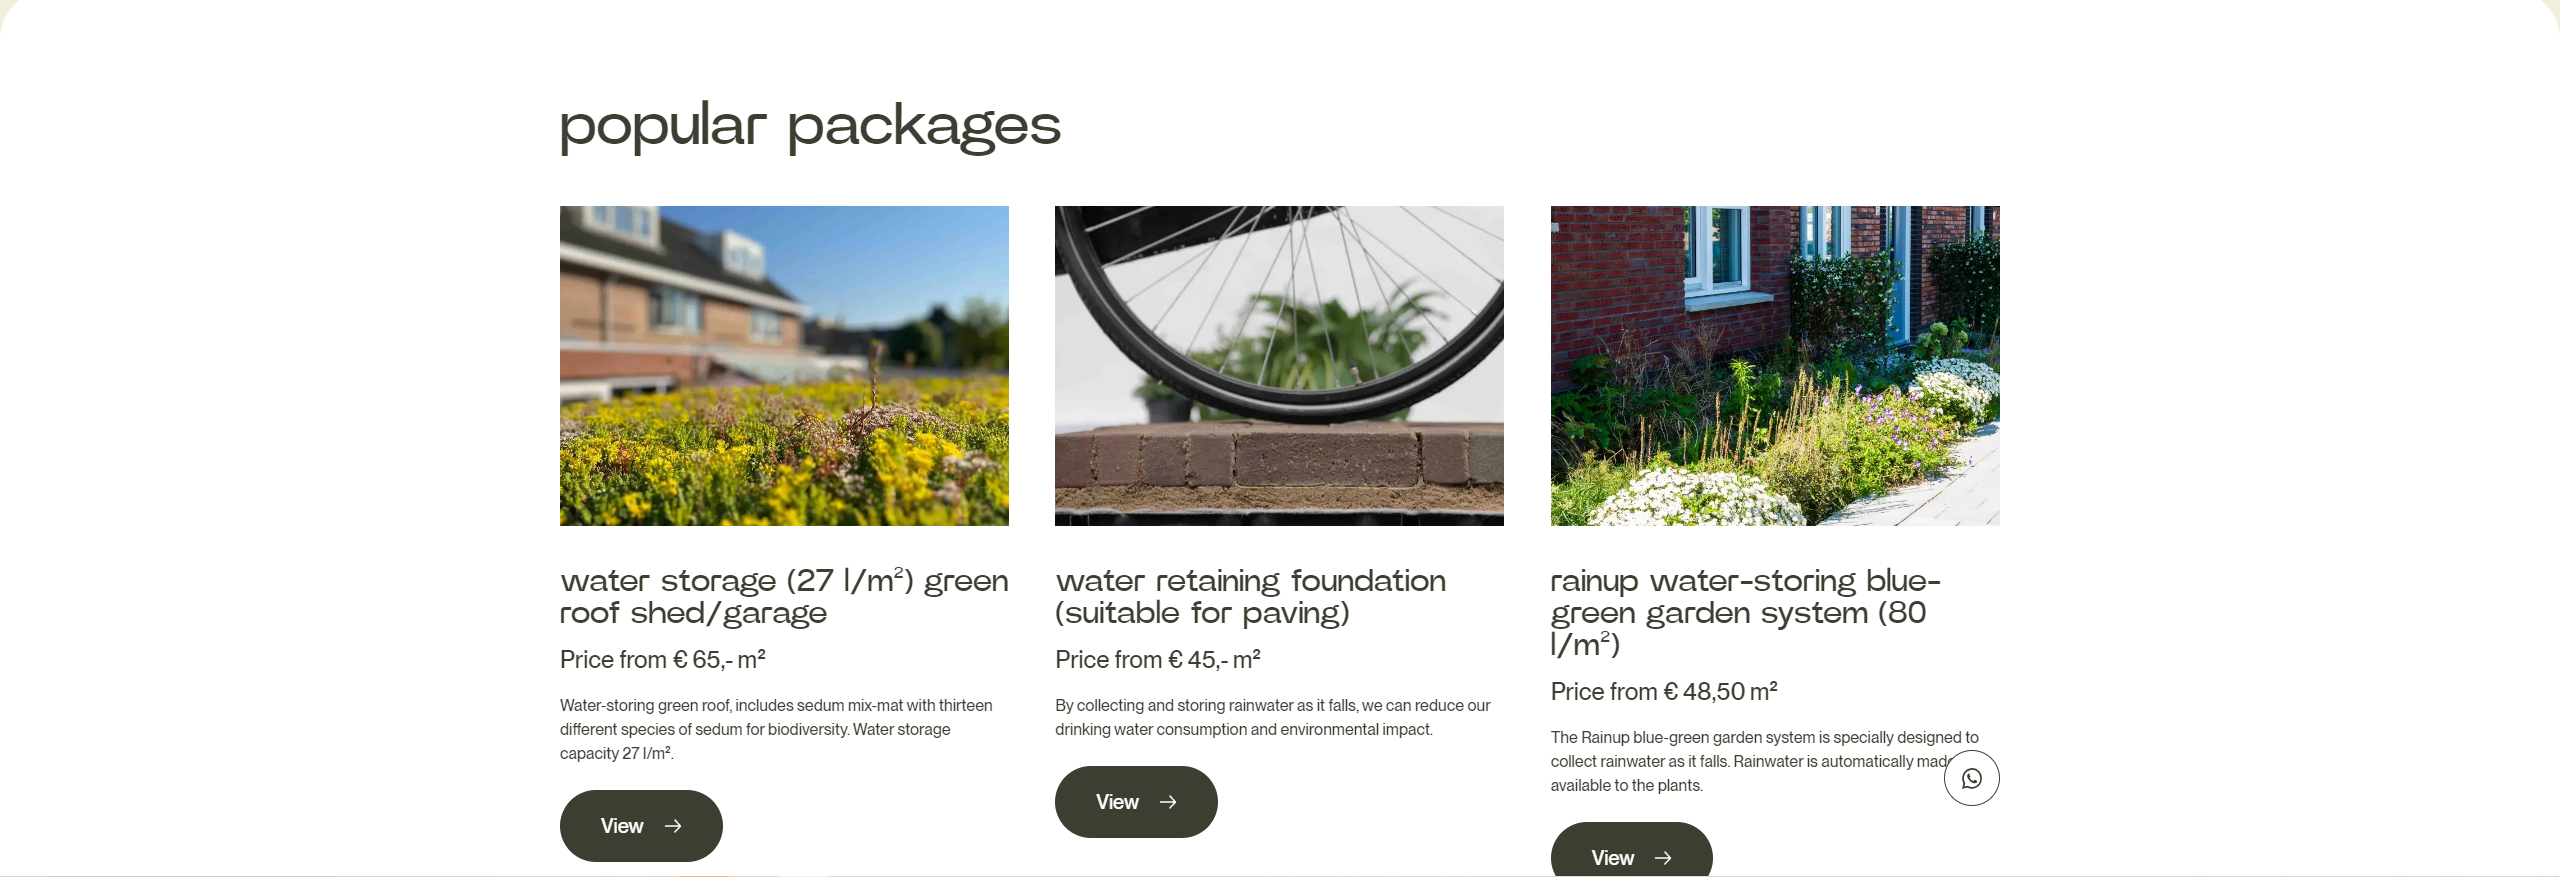 popular packages
water storage (27 l/m²) green
roof shed/garage
Price from € 65,- m²
Water-storing green roof, includes sedum mix-mat with thirteen
different species of sedum for biodiversity. Water storage
capacity 27 l/m².
View
water retaining foundation
(suitable for paving)
Price from € 45,- m²
By collecting and storing rainwater as it falls, we can reduce our
drinking water consumption and environmental impact.
View
rainup water-storing blue-
green garden system (80
l/m²)
Price from € 48,50 m²
The Rainup blue-green garden system is specially designed to
collect rainwater as it falls. Rainwater is automatically made
available to the plants.
View